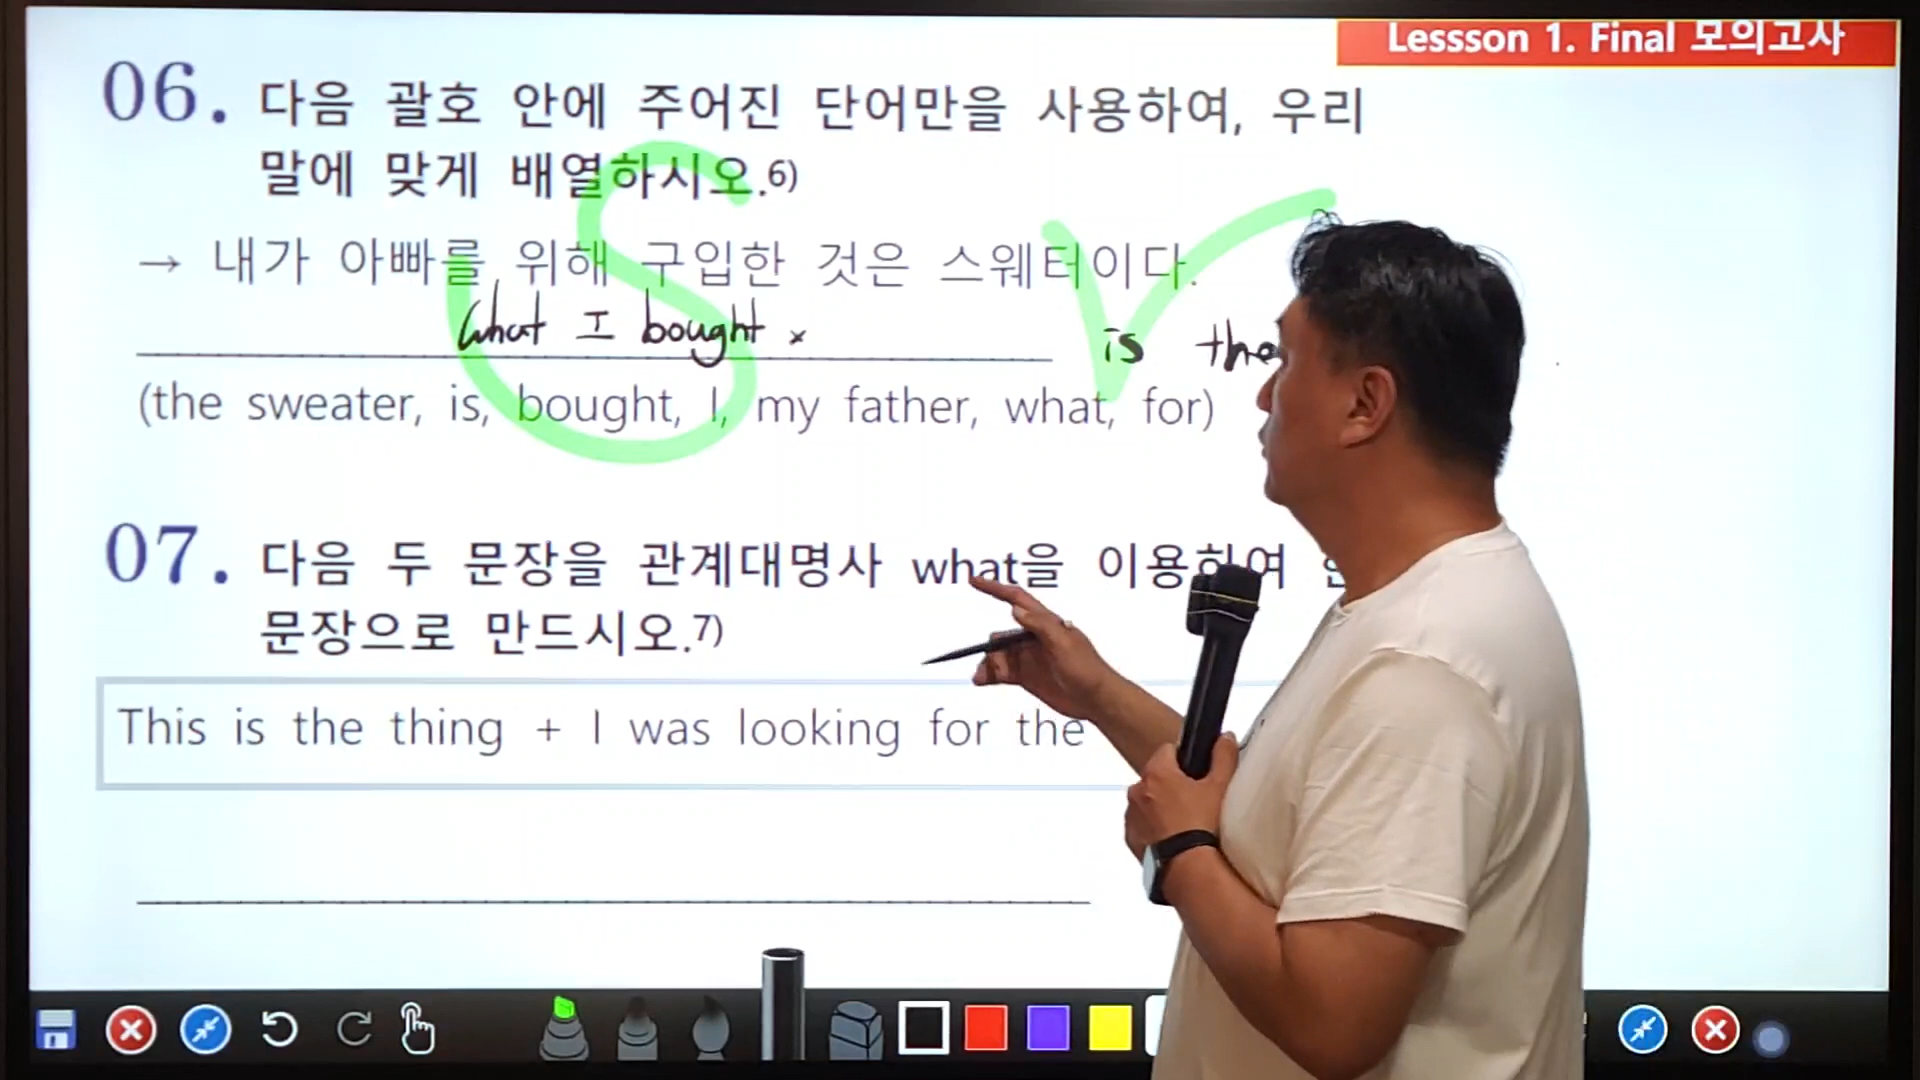 Lessson 1. Final 모의고사
06. 다음 괄호 안에 주어진 단어만을 사용하여, 우리
말에 맞게 배열하시오.6)
→ 내가 아빠를 위해 구입한 것은 스웨터이다.
What I bought × is the
(the sweater, is, bought, I, my father, what, for)
07. 다음 두 문장을 관계대명사 what을 이용하여
문장으로 만드시오.7)
This is the thing + I was looking for the